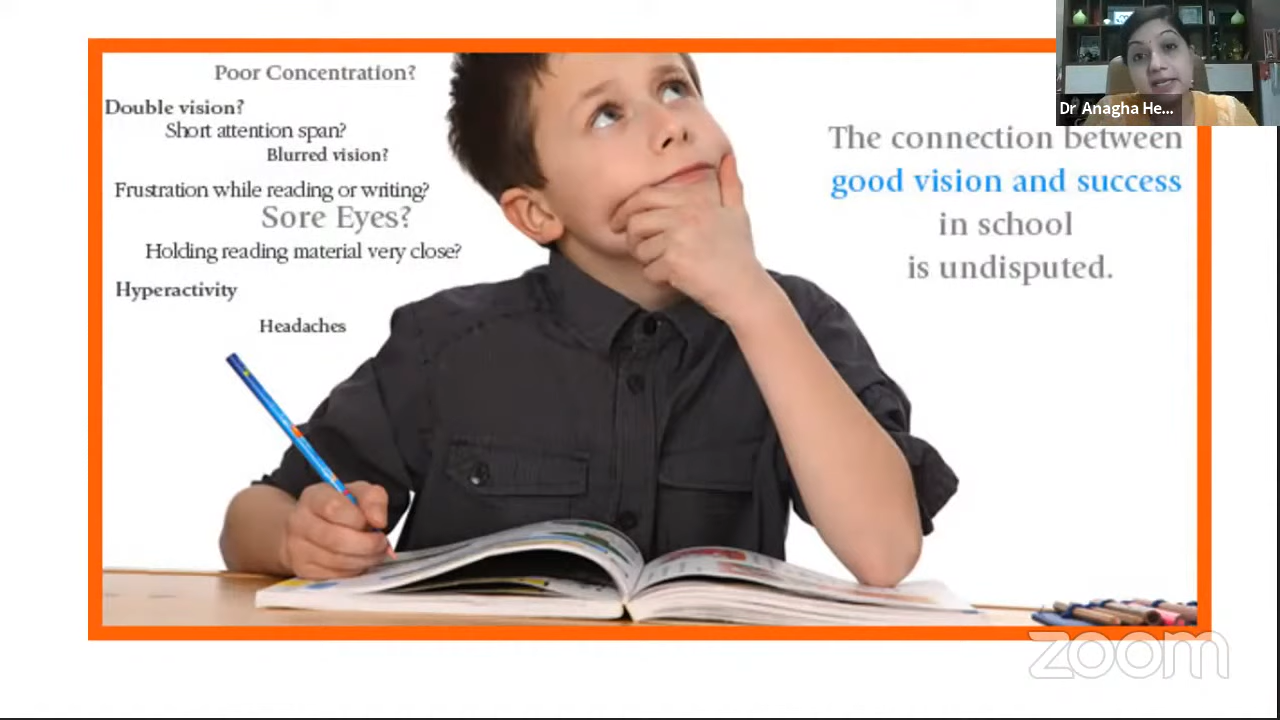 Poor Concentration?
Double vision?
Short attention span?
Blurred vision?
Frustration while reading or writing?
Sore Eyes?
Holding reading material very close?
Hyperactivity
Headaches
Dr Anagha He...
The connection between
good vision and success
in school
is undisputed.
zoom